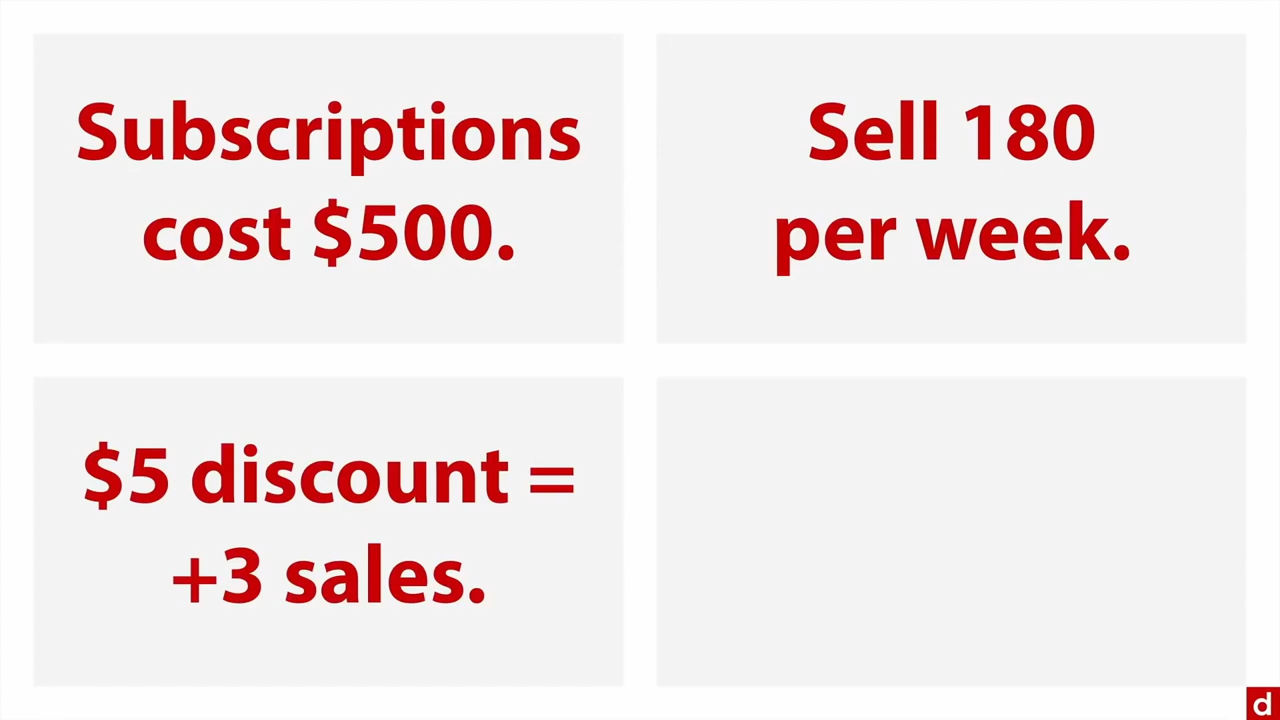 Subscriptions
cost $500.
Sell 180
per week.
$5 discount =
+3 sales.
d